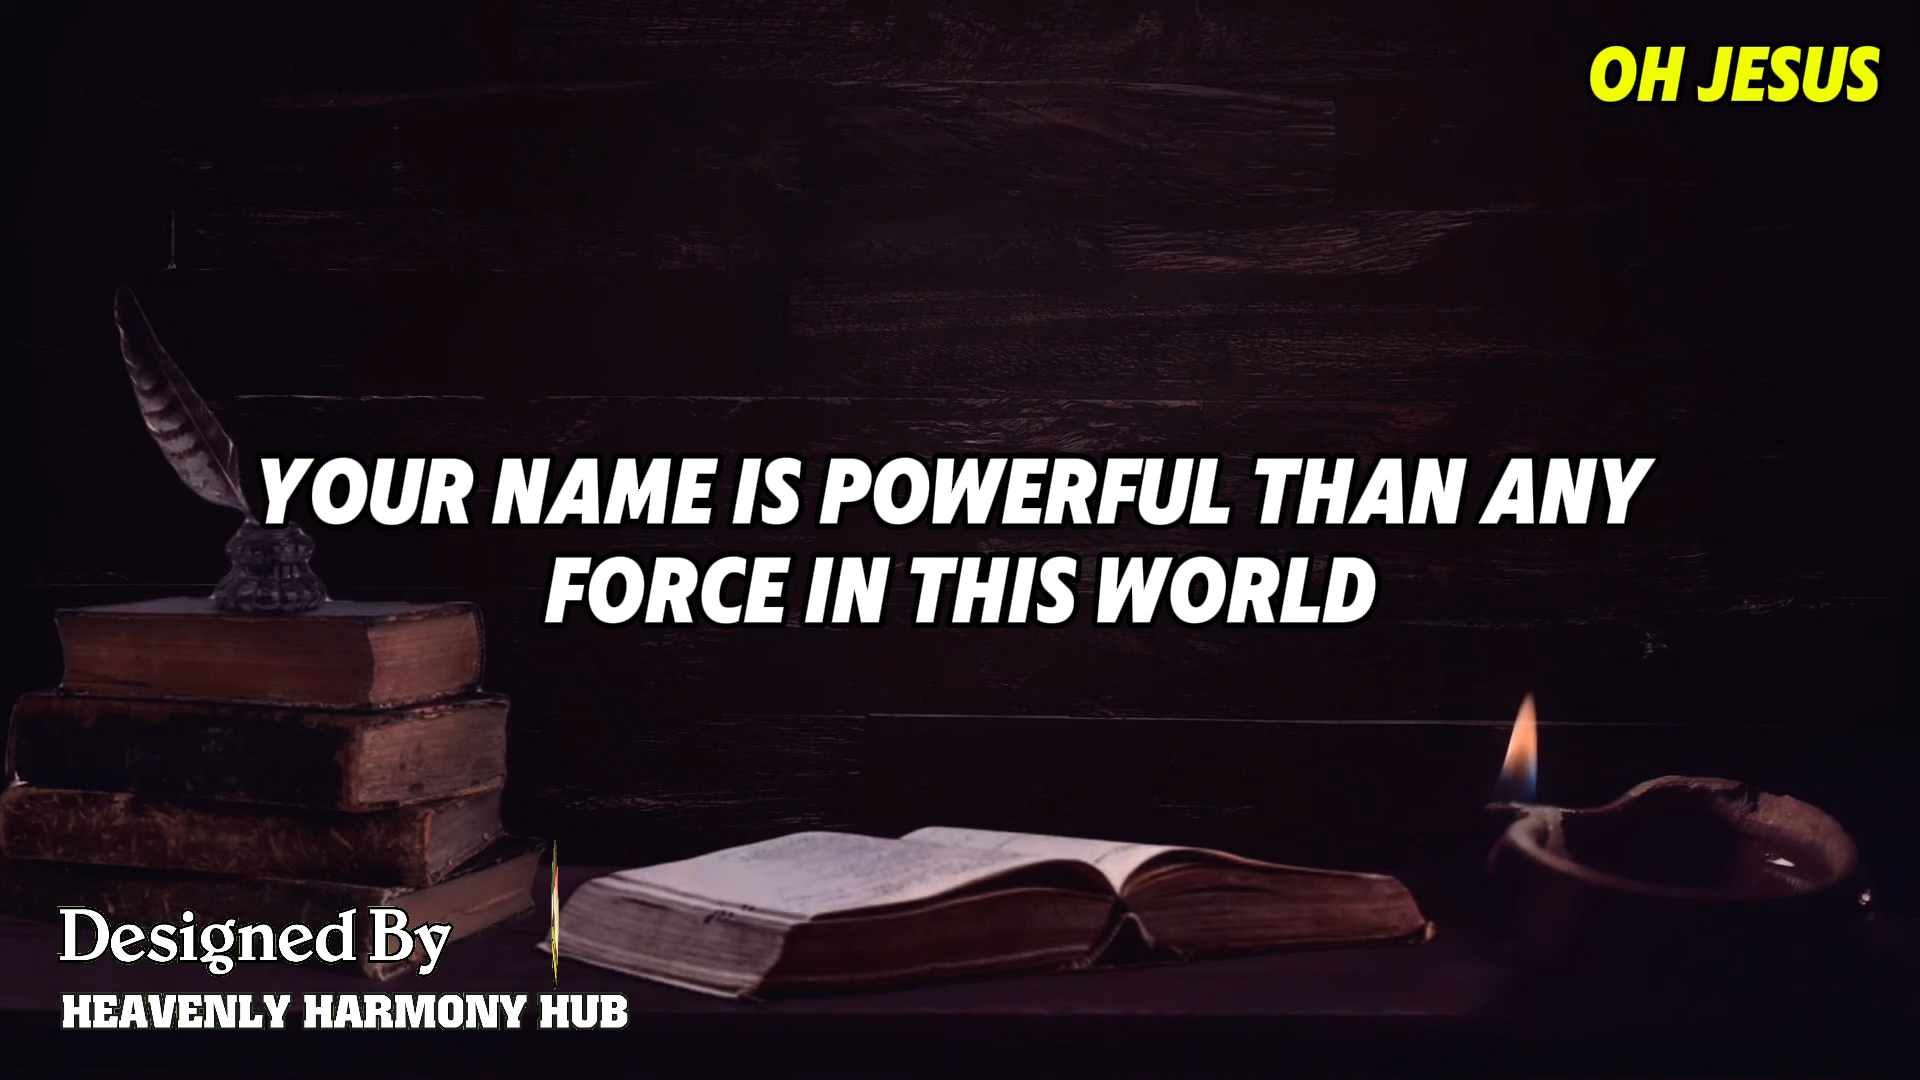 OH JESUS
YOUR NAME IS POWERFUL THAN ANY
FORCE IN THIS WORLD
Designed By
HEAVENLY HARMONY HUB